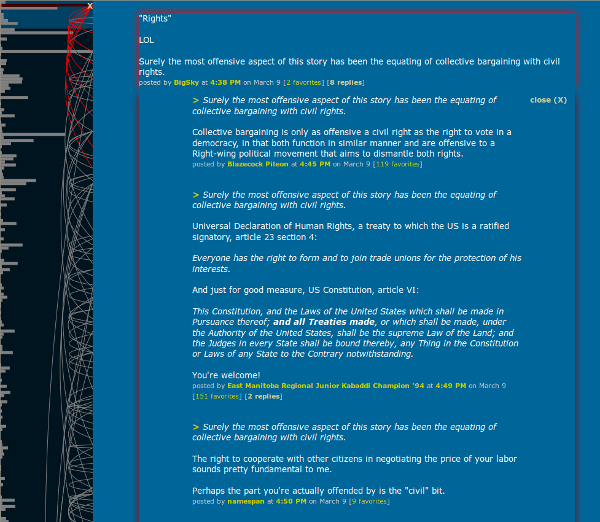 x
"Rights"
LOL
Surely the most offensive aspect of this story has been the equating of collective bargaining with civil
rights.
posted by BigSky at 4:38 PM on March 9 [2 favorites] [8 replies]
> Surely the most offensive aspect of this story has been the equating of
collective bargaining with civil rights.
close (X)
Collective bargaining is only as offensive a civil right as the right to vote in a
democracy, in that both function in similar manner and are offensive to a
Right-wing political movement that aims to dismantle both rights.
posted by Blazecock Pileon at 4:45 PM on March 9 [119 favorites]
> Surely the most offensive aspect of this story has been the equating of
collective bargaining with civil rights.
Universal Declaration of Human Rights, a treaty to which the US is a ratified
signatory, article 23 section 4:
Everyone has the right to form and to join trade unions for the protection of his
interests.
And just for good measure, US Constitution, article VI:
This Constitution, and the Laws of the United States which shall be made in
Pursuance thereof; and all Treaties made, or which shall be made, under
the Authority of the United States, shall be the supreme Law of the Land; and
the Judges in every State shall be bound thereby, any Thing in the Constitution
or Laws of any State to the Contrary notwithstanding.
You're welcome!
posted by East Manitoba Regional Junior Kabaddi Champion '94 at 4:49 PM on March 9
[151 favorites] [2 replies]
> Surely the most offensive aspect of this story has been the equating of
collective bargaining with civil rights.
The right to cooperate with other citizens in negotiating the price of your labor
sounds pretty fundamental to me.
Perhaps the part you're actually offended by is the "civil" bit.
posted by namespan at 4:50 PM on March 9 [9 favorites]